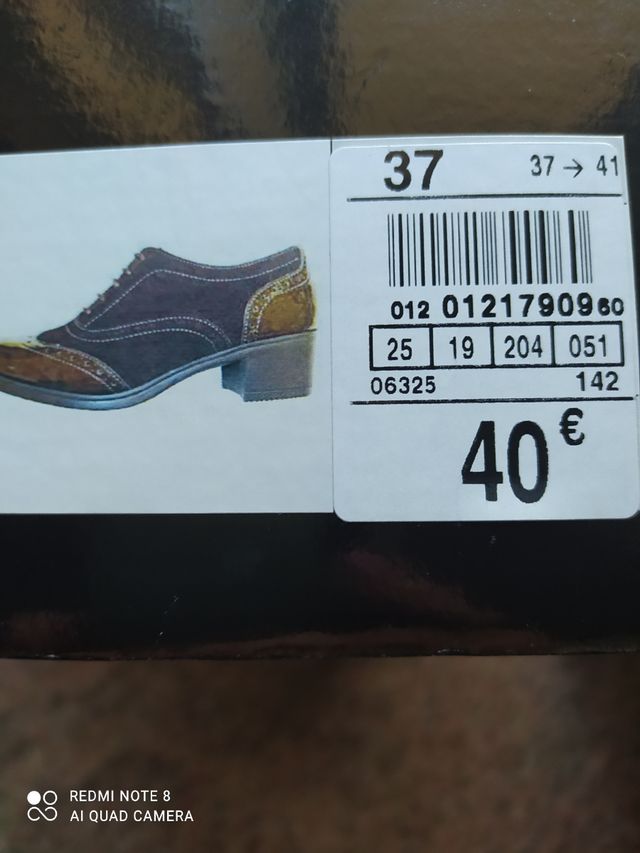 37 37 → 41
012 01217909 60
25 19 204 051
06325 142
40 €
REDMI NOTE 8
AI QUAD CAMERA